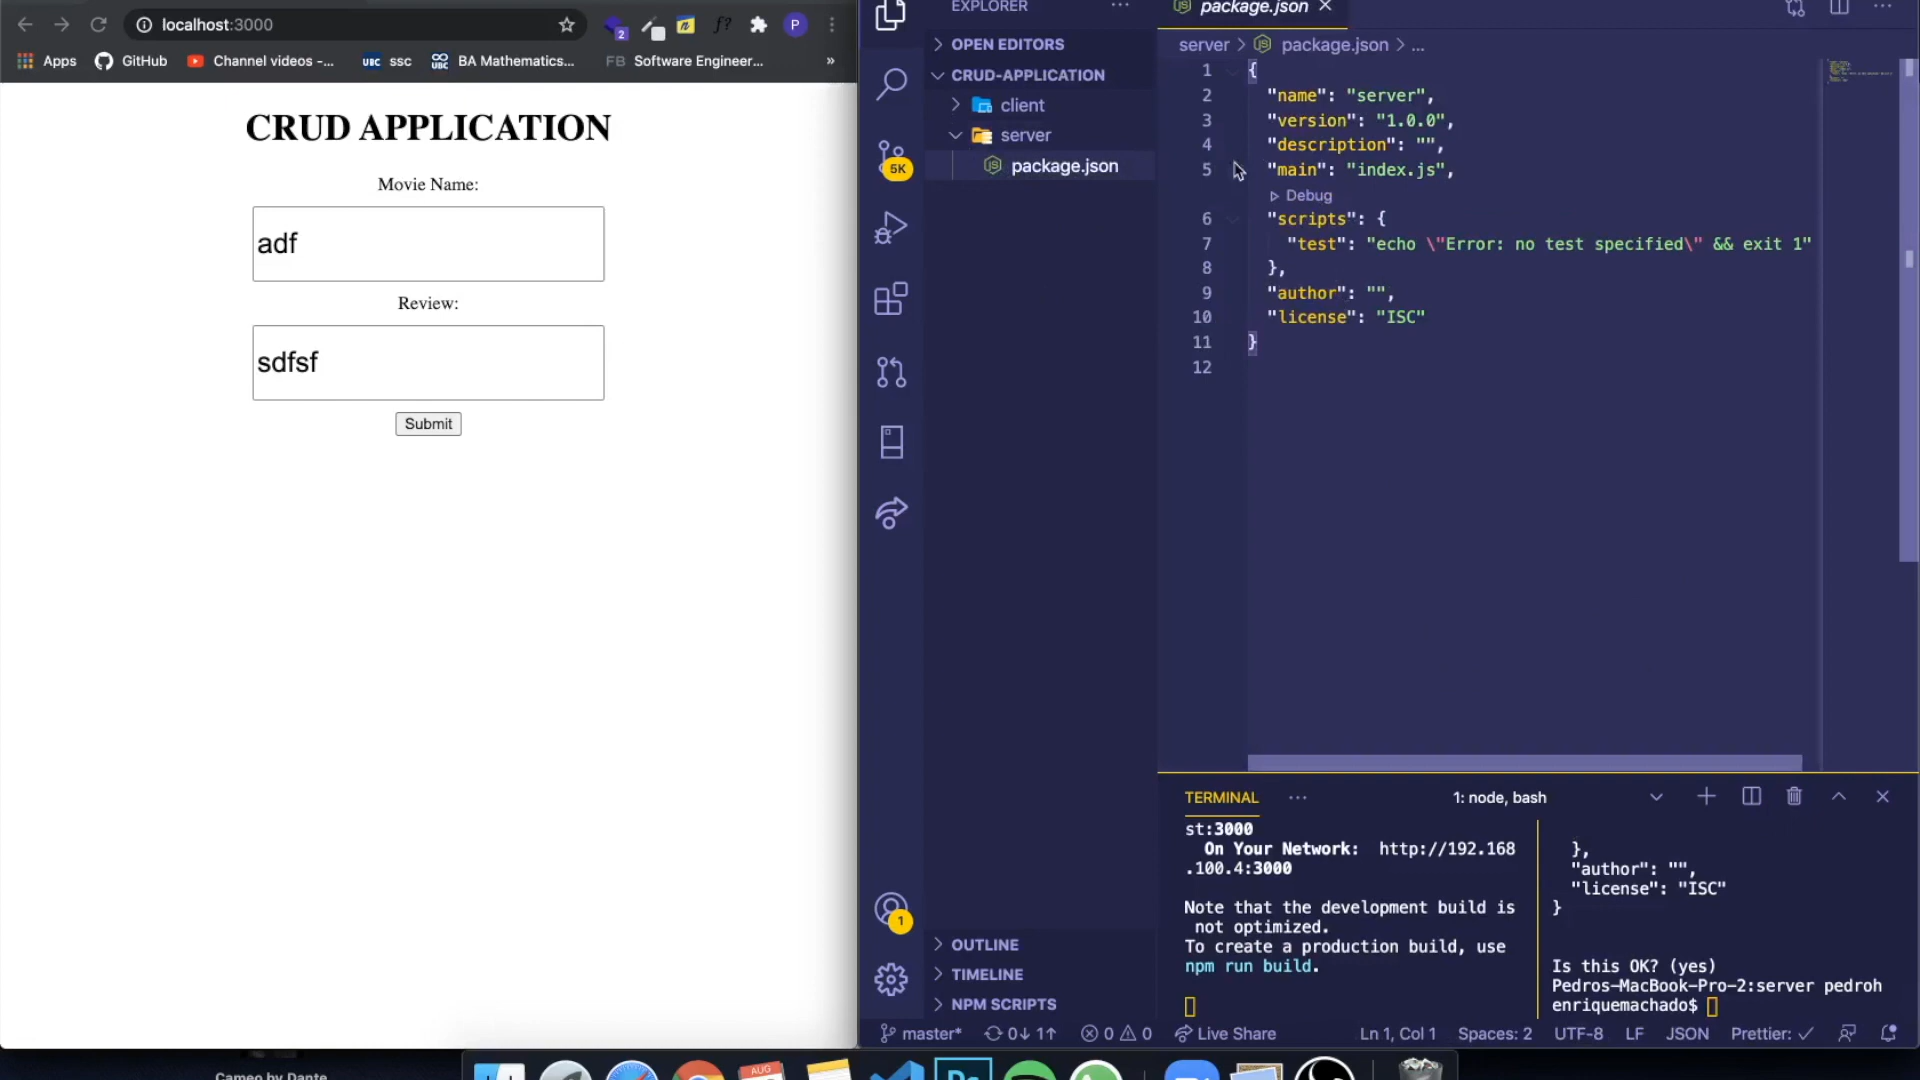 localhost:3000
2
n
f?
P
Apps
GitHub
Channel videos -...
UBC ssc
BA Mathematics...
FB Software Engineer...
»
CRUD APPLICATION
Movie Name:
adf
Review:
sdfsf
Submit
EXPLORER
OPEN EDITORS
CRUD-APPLICATION
client
server
package.json
5K
1
OUTLINE
TIMELINE
NPM SCRIPTS
package.json
server > package.json > ...
1 {
2 "name": "server",
3 "version": "1.0.0",
4 "description": "",
5 "main": "index.js",
Debug
6 "scripts": {
7 "test": "echo \"Error: no test specified\" && exit 1"
8 },
9 "author": "",
10 "license": "ISC"
11 }
12
TERMINAL
1: node, bash
st:3000
On Your Network: http://192.168
.100.4:3000
Note that the development build is
not optimized.
To create a production build, use
npm run build.
},
"author": "",
"license": "ISC"
}
Is this OK? (yes)
Pedros-MacBook-Pro-2:server pedroh
enriquemachado$
master*
0↓ 1↑
0
0
Live Share
Ln 1, Col 1
Spaces: 2
UTF-8
LF
JSON
Prettier: ✓
Cameo by Dante
AUG